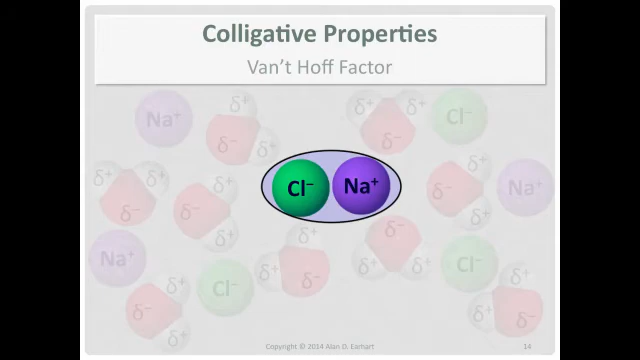 Colligative Properties
Van't Hoff Factor
δ⁺
δ⁺
δ⁺
Na⁺
Cl⁻
δ⁺
δ⁻
δ⁻
δ⁺
δ⁺
δ⁺
δ⁺
Cl⁻
Na⁺
δ⁻
Na⁺
δ⁻
δ⁻
δ⁺
δ⁺
δ⁻
δ⁺
δ⁺
Na⁺
Cl⁻
δ⁺
δ⁻
δ⁺
δ⁺
Cl⁻
δ⁻
δ⁻
δ⁺
δ⁺
Copyright © 2014 Alan D. Earhart
14